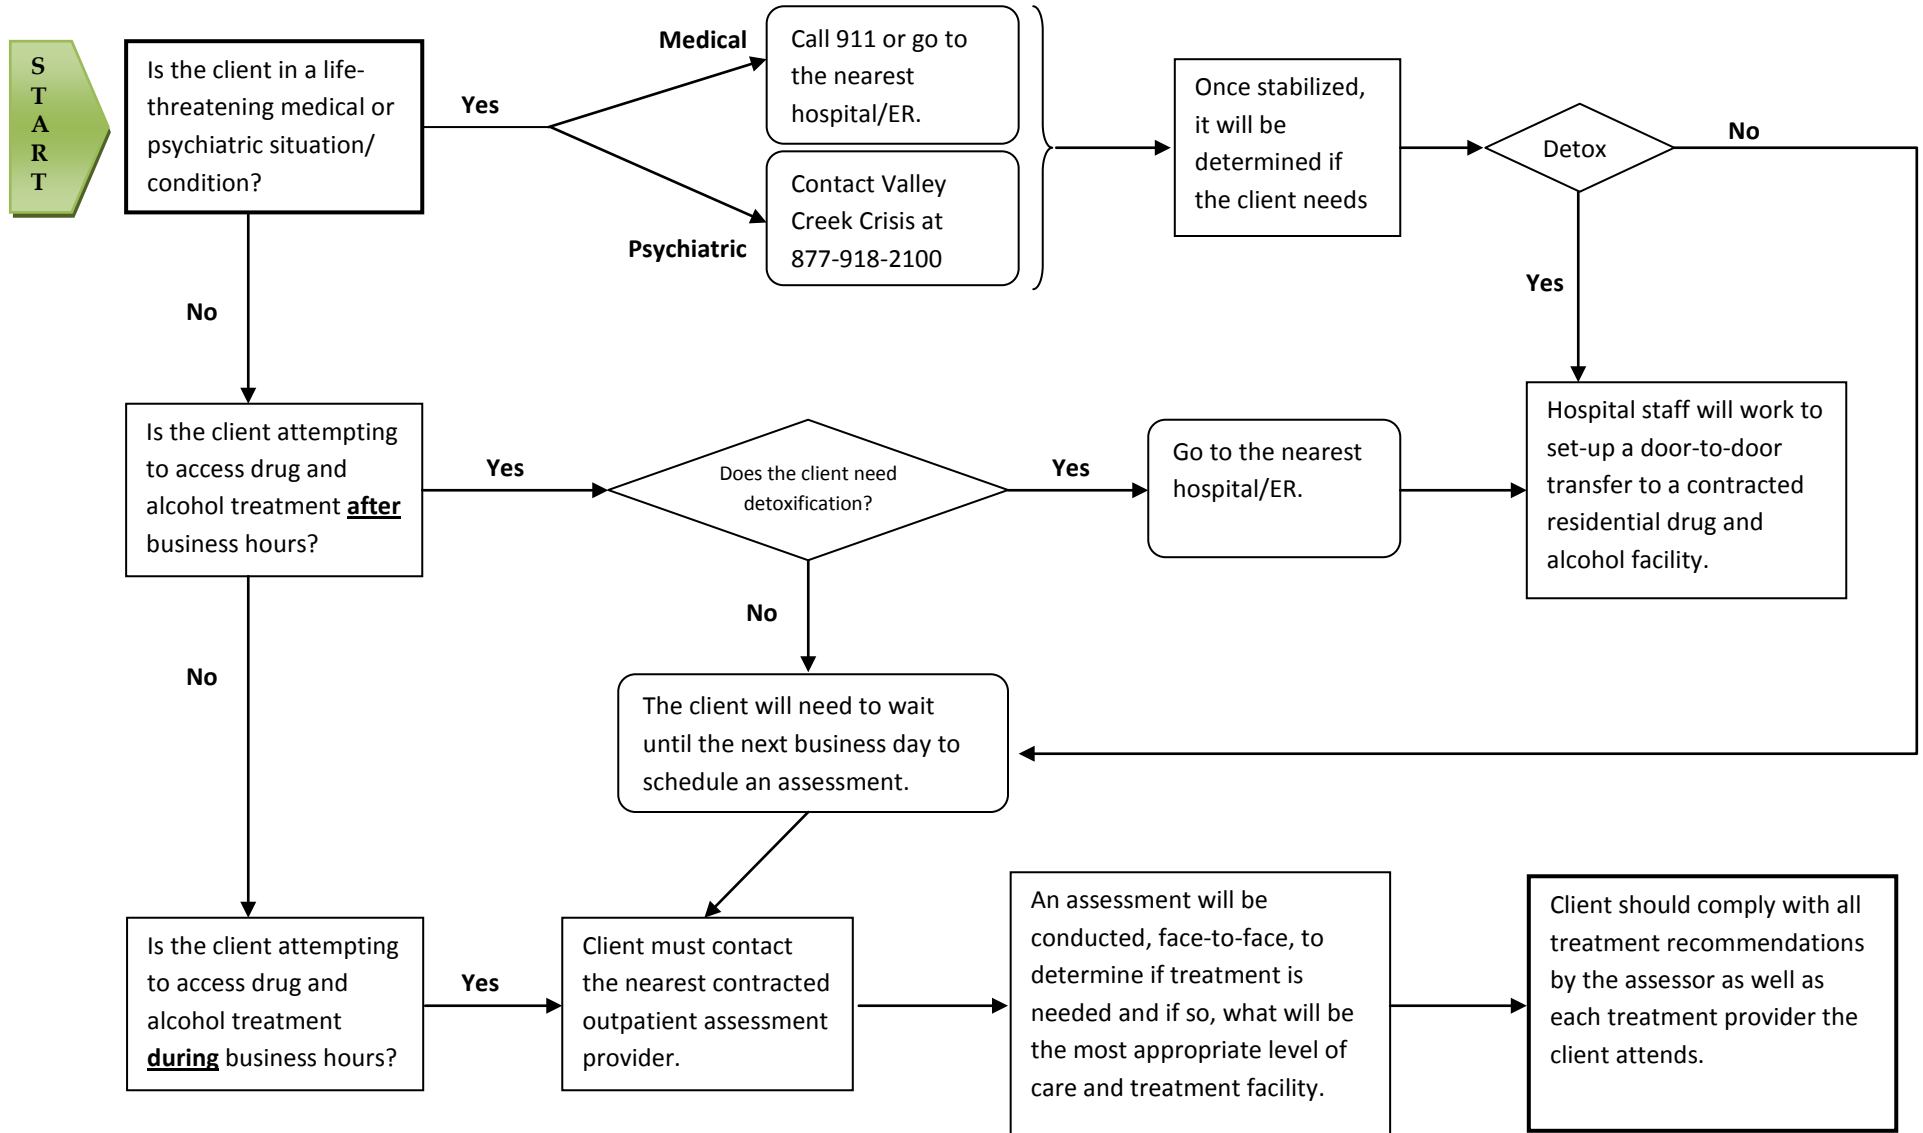 S
T
A
R
T
Is the client in a life-
threatening medical or
psychiatric situation/
condition?
Yes
Medical
Psychiatric
Call 911 or go to
the nearest
hospital/ER.
Contact Valley
Creek Crisis at
877-918-2100
Once stabilized,
it will be
determined if
the client needs
Detox
No
Yes
No
Is the client attempting
to access drug and
alcohol treatment after
business hours?
Yes
Does the client need
detoxification?
Yes
Go to the nearest
hospital/ER.
Hospital staff will work to
set-up a door-to-door
transfer to a contracted
residential drug and
alcohol facility.
No
No
The client will need to wait
until the next business day to
schedule an assessment.
Is the client attempting
to access drug and
alcohol treatment
during business hours?
Yes
Client must contact
the nearest contracted
outpatient assessment
provider.
An assessment will be
conducted, face-to-face, to
determine if treatment is
needed and if so, what will be
the most appropriate level of
care and treatment facility.
Client should comply with all
treatment recommendations
by the assessor as well as
each treatment provider the
client attends.